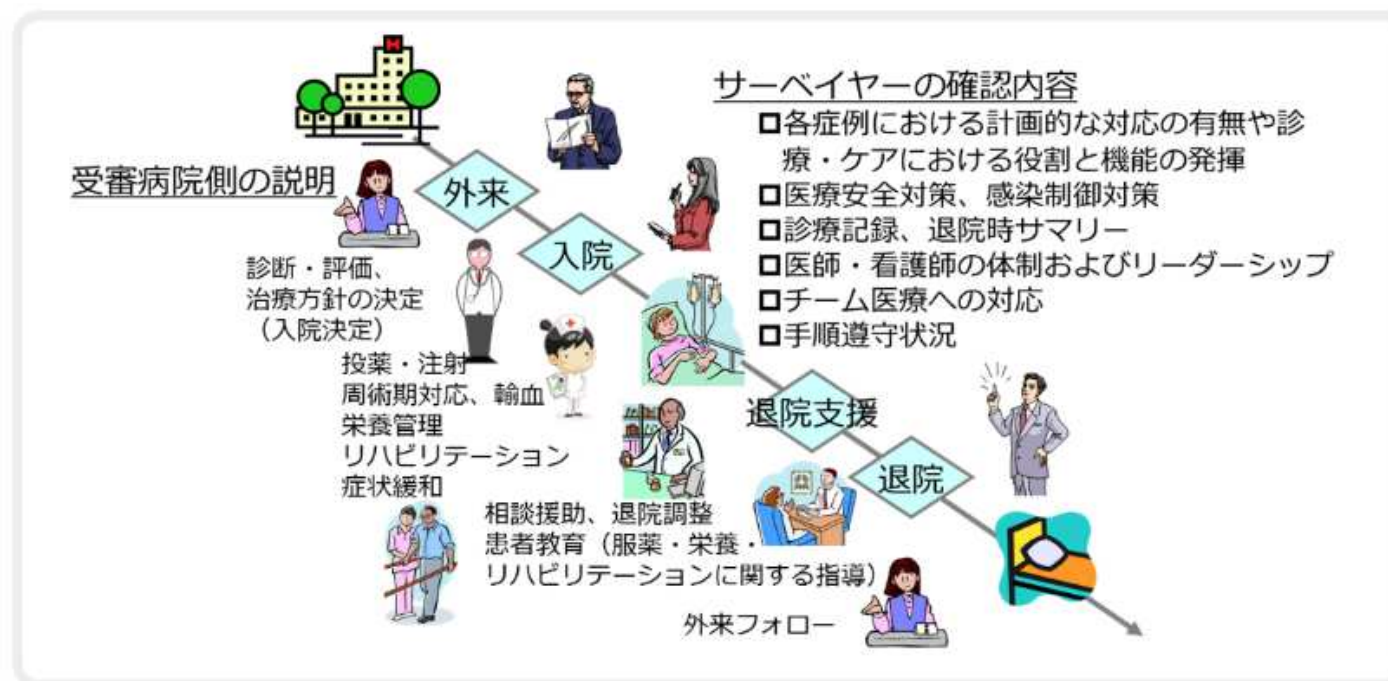 H
サーベイヤーの確認内容
各症例における計画的な対応の有無や診
療・ケアにおける役割と機能の発揮
医療安全対策、感染制御対策
診療記録、退院時サマリー
医師・看護師の体制およびリーダーシップ
チーム医療への対応
手順遵守状況
受審病院側の説明
外来
入院
退院支援
退院
診断・評価、
治療方針の決定
（入院決定）
投薬・注射
周術期対応、輸血
栄養管理
リハビリテーション
症状緩和
相談援助、退院調整
患者教育（服薬・栄養・
リハビリテーションに関する指導）
外来フォロー